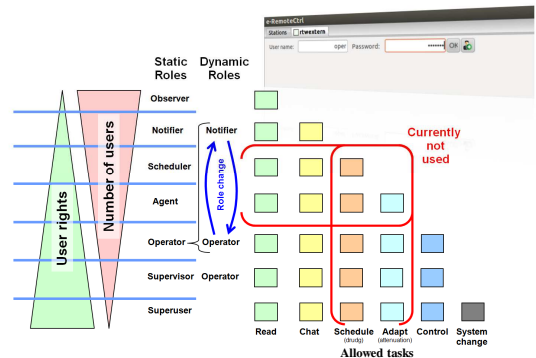 e-RemoteCtrl
Stations rtwextern
User name: oper Password: ••••••• OK
Static Roles
Dynamic Roles
Observer
Notifier Notifier
Currently not used
Scheduler
Role change
Agent
Operator Operator
Supervisor Operator
Superuser
User rights
Number of users
Read Chat Schedule (drudg) Adapt (attenuation) Control System change
Allowed tasks